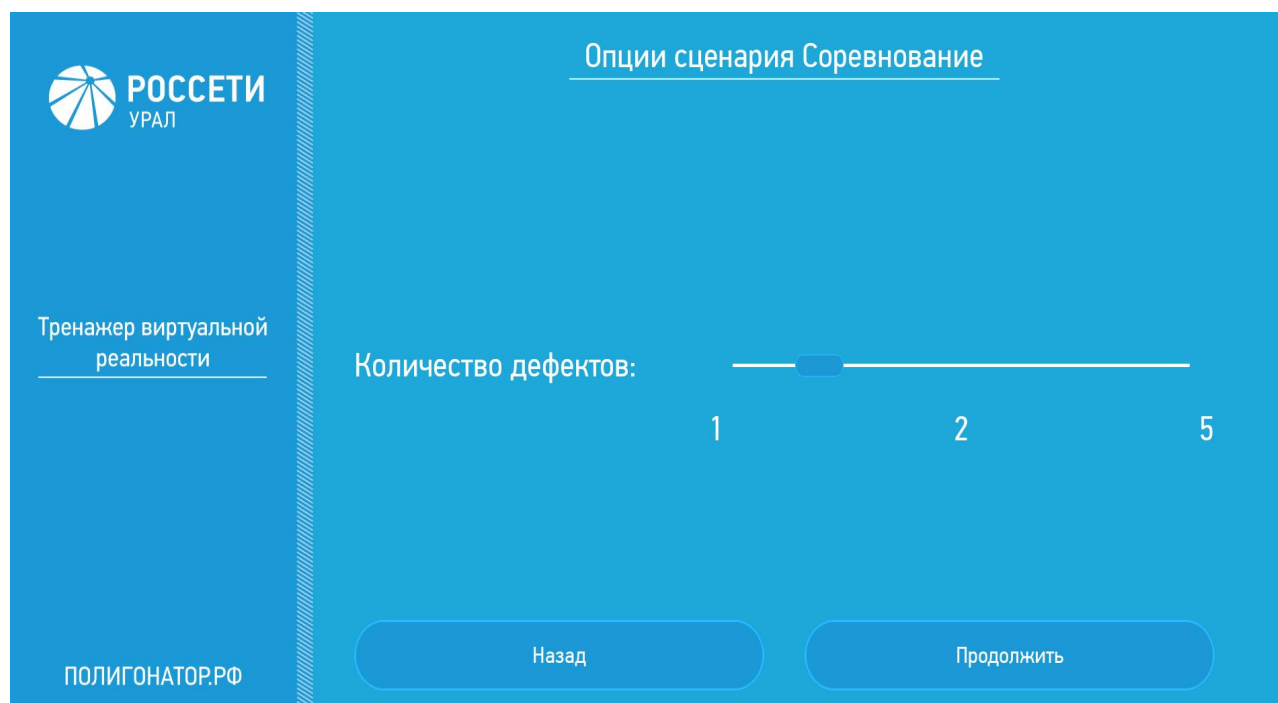 РОССЕТИ
УРАЛ
Тренажер виртуальной
реальности
ПОЛИГОНАТОР.РФ
Опции сценария Соревнование
Количество дефектов:
1 2 5
Назад Продолжить